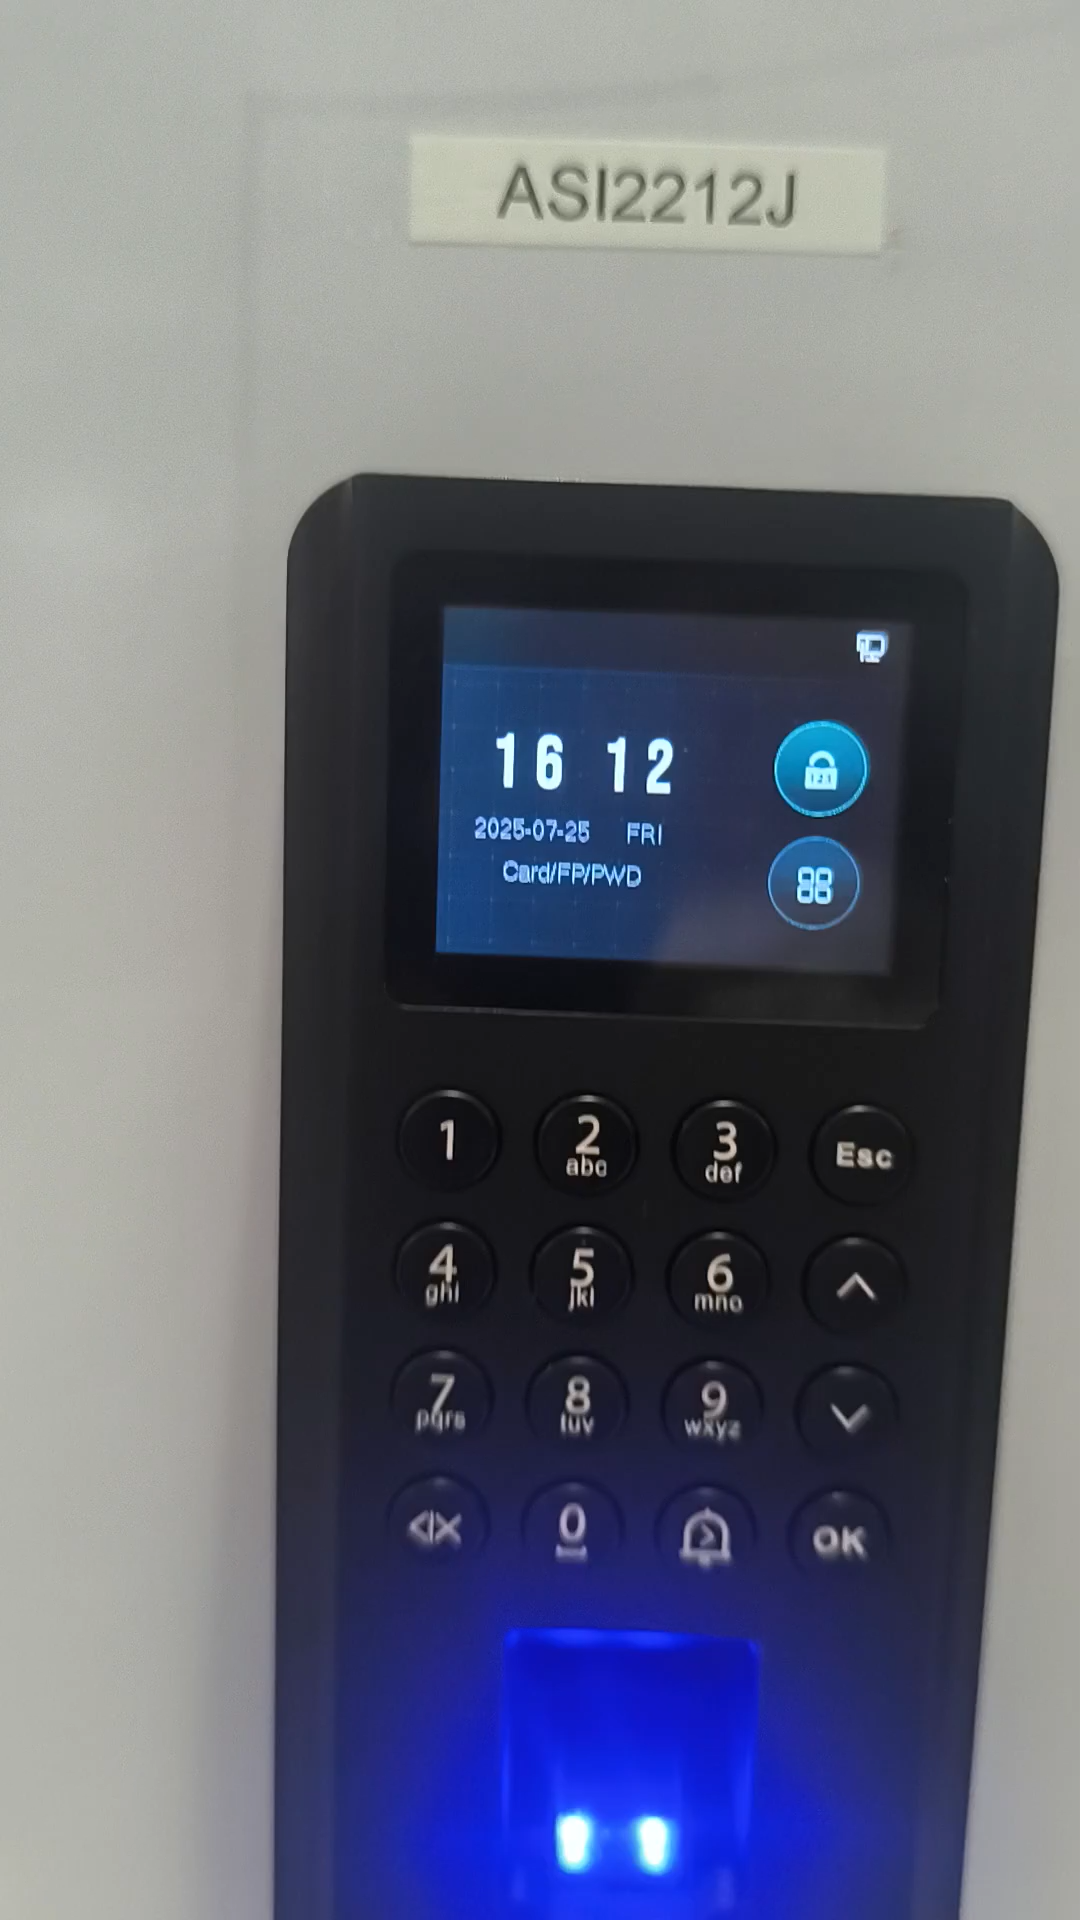 ASI2212J
16 12
2025-07-25 FRI
Card/FP/PWD
123
1 2 3 Esc
abc def
4 5 6
ghi jkl mno
7 8 9
pqrs tuv wxyz
0 OK